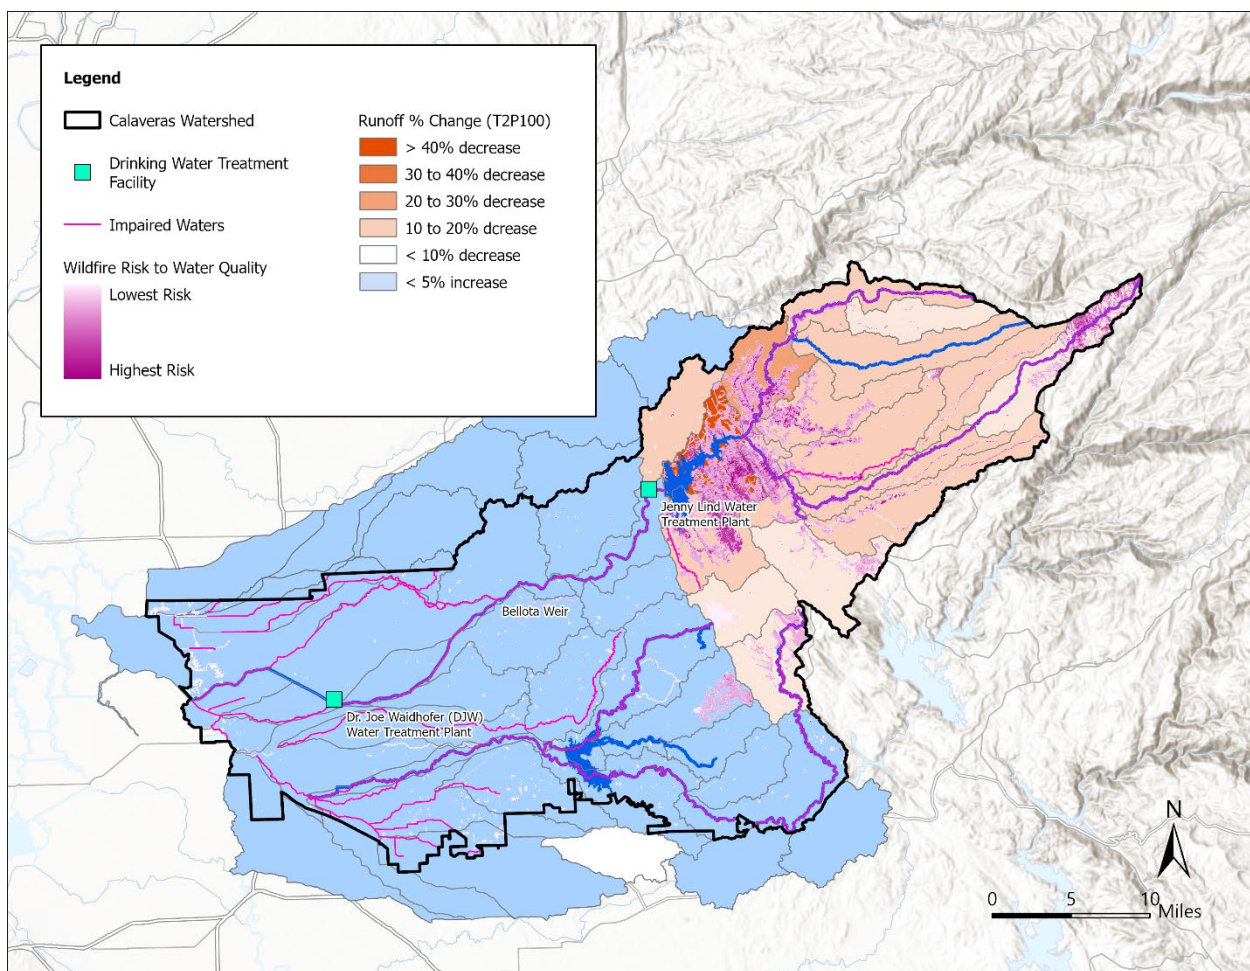 Legend
Calaveras Watershed
Drinking Water Treatment
Facility
Impaired Waters
Wildfire Risk to Water Quality
Lowest Risk
Highest Risk
Runoff % Change (T2P100)
> 40% decrease
30 to 40% decrease
20 to 30% decrease
10 to 20% dcrease
< 10% decrease
< 5% increase
Jenny Lind Water
Treatment Plant
Bellota Weir
Dr. Joe Waidhofer (DJW)
Water Treatment Plant
N
0 5 10
Miles